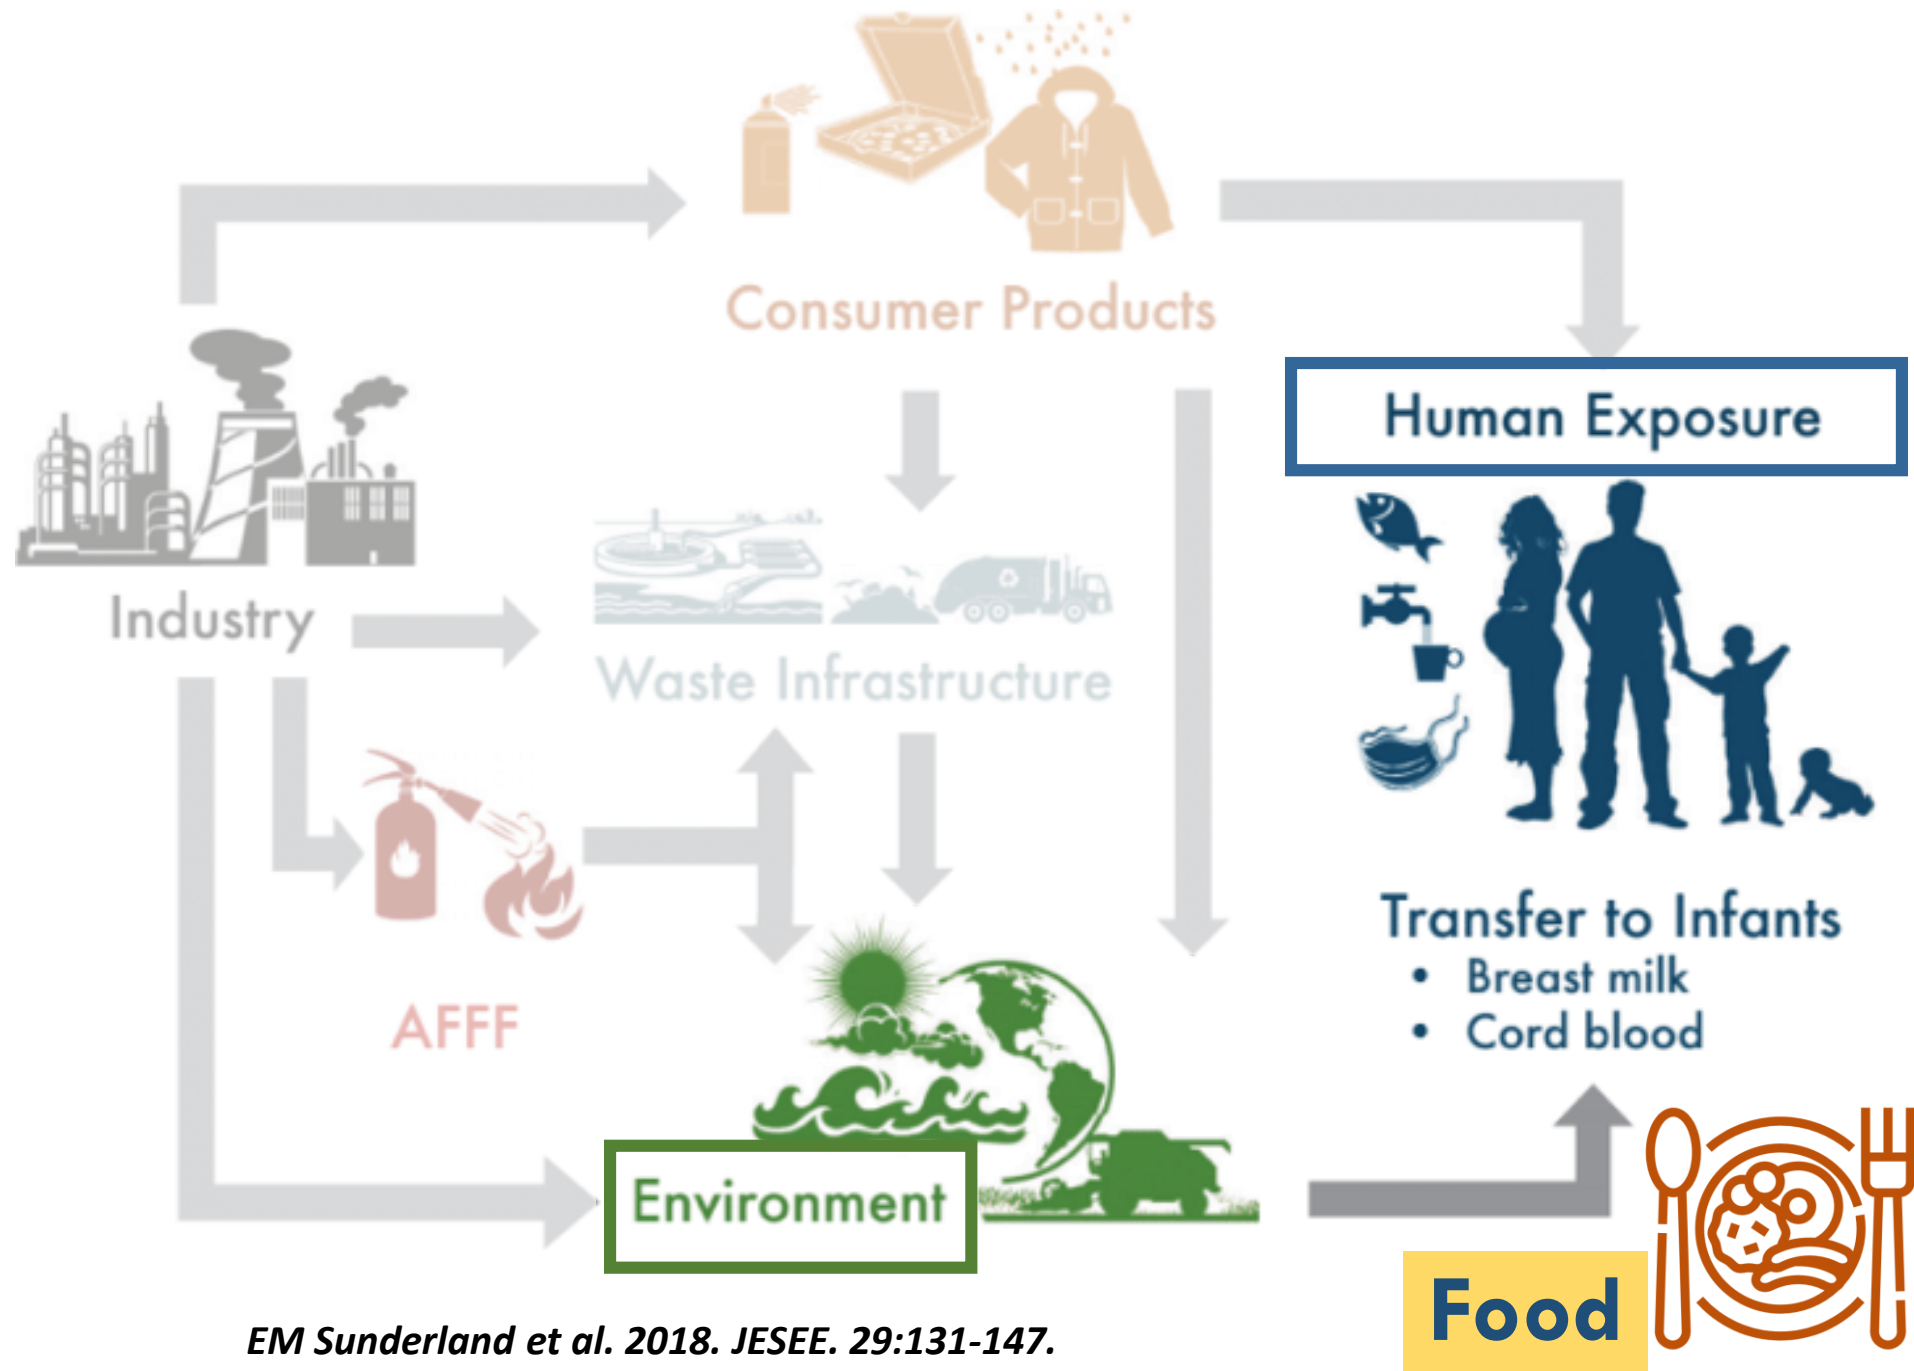 Consumer Products
Human Exposure
Industry
Waste Infrastructure
AFFF
Transfer to Infants
• Breast milk
• Cord blood
Environment
Food
EM Sunderland et al. 2018. JESEE. 29:131-147.